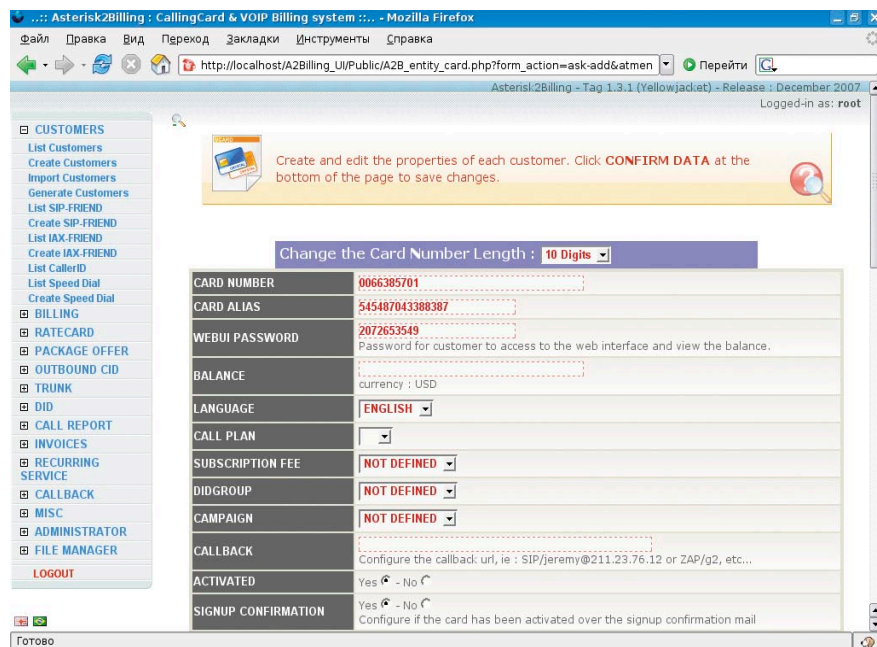 ..:: Asterisk2Billing : CallingCard & VOIP Billing system ::.. - Mozilla Firefox
Файл Правка Вид Переход Закладки Инструменты Справка
http://localhost/A2Billing_UI/Public/A2B_entity_card.php?form_action=ask-add&atmen Перейти
Asterisk2Billing - Tag 1.3.1 (Yellowjacket) - Release : December 2007
Logged-in as: root
CUSTOMERS
List Customers
Create Customers
Import Customers
Generate Customers
List SIP-FRIEND
Create SIP-FRIEND
List IAX-FRIEND
Create IAX-FRIEND
List CallerID
List Speed Dial
Create Speed Dial
BILLING
RATECARD
PACKAGE OFFER
OUTBOUND CID
TRUNK
DID
CALL REPORT
INVOICES
RECURRING
SERVICE
CALLBACK
MISC
ADMINISTRATOR
FILE MANAGER
LOGOUT
Create and edit the properties of each customer. Click CONFIRM DATA at the
bottom of the page to save changes.
Change the Card Number Length : 10 Digits
CARD NUMBER 0066385701
CARD ALIAS 545487043388387
WEBUI PASSWORD 2072653549
Password for customer to access to the web interface and view the balance.
BALANCE
currency : USD
LANGUAGE ENGLISH
CALL PLAN
SUBSCRIPTION FEE NOT DEFINED
DIDGROUP NOT DEFINED
CAMPAIGN NOT DEFINED
CALLBACK
Configure the callback url, ie : SIP/jeremy@211.23.76.12 or ZAP/g2, etc...
ACTIVATED Yes - No
SIGNUP CONFIRMATION Yes - No
Configure if the card has been activated over the signup confirmation mail
Готово